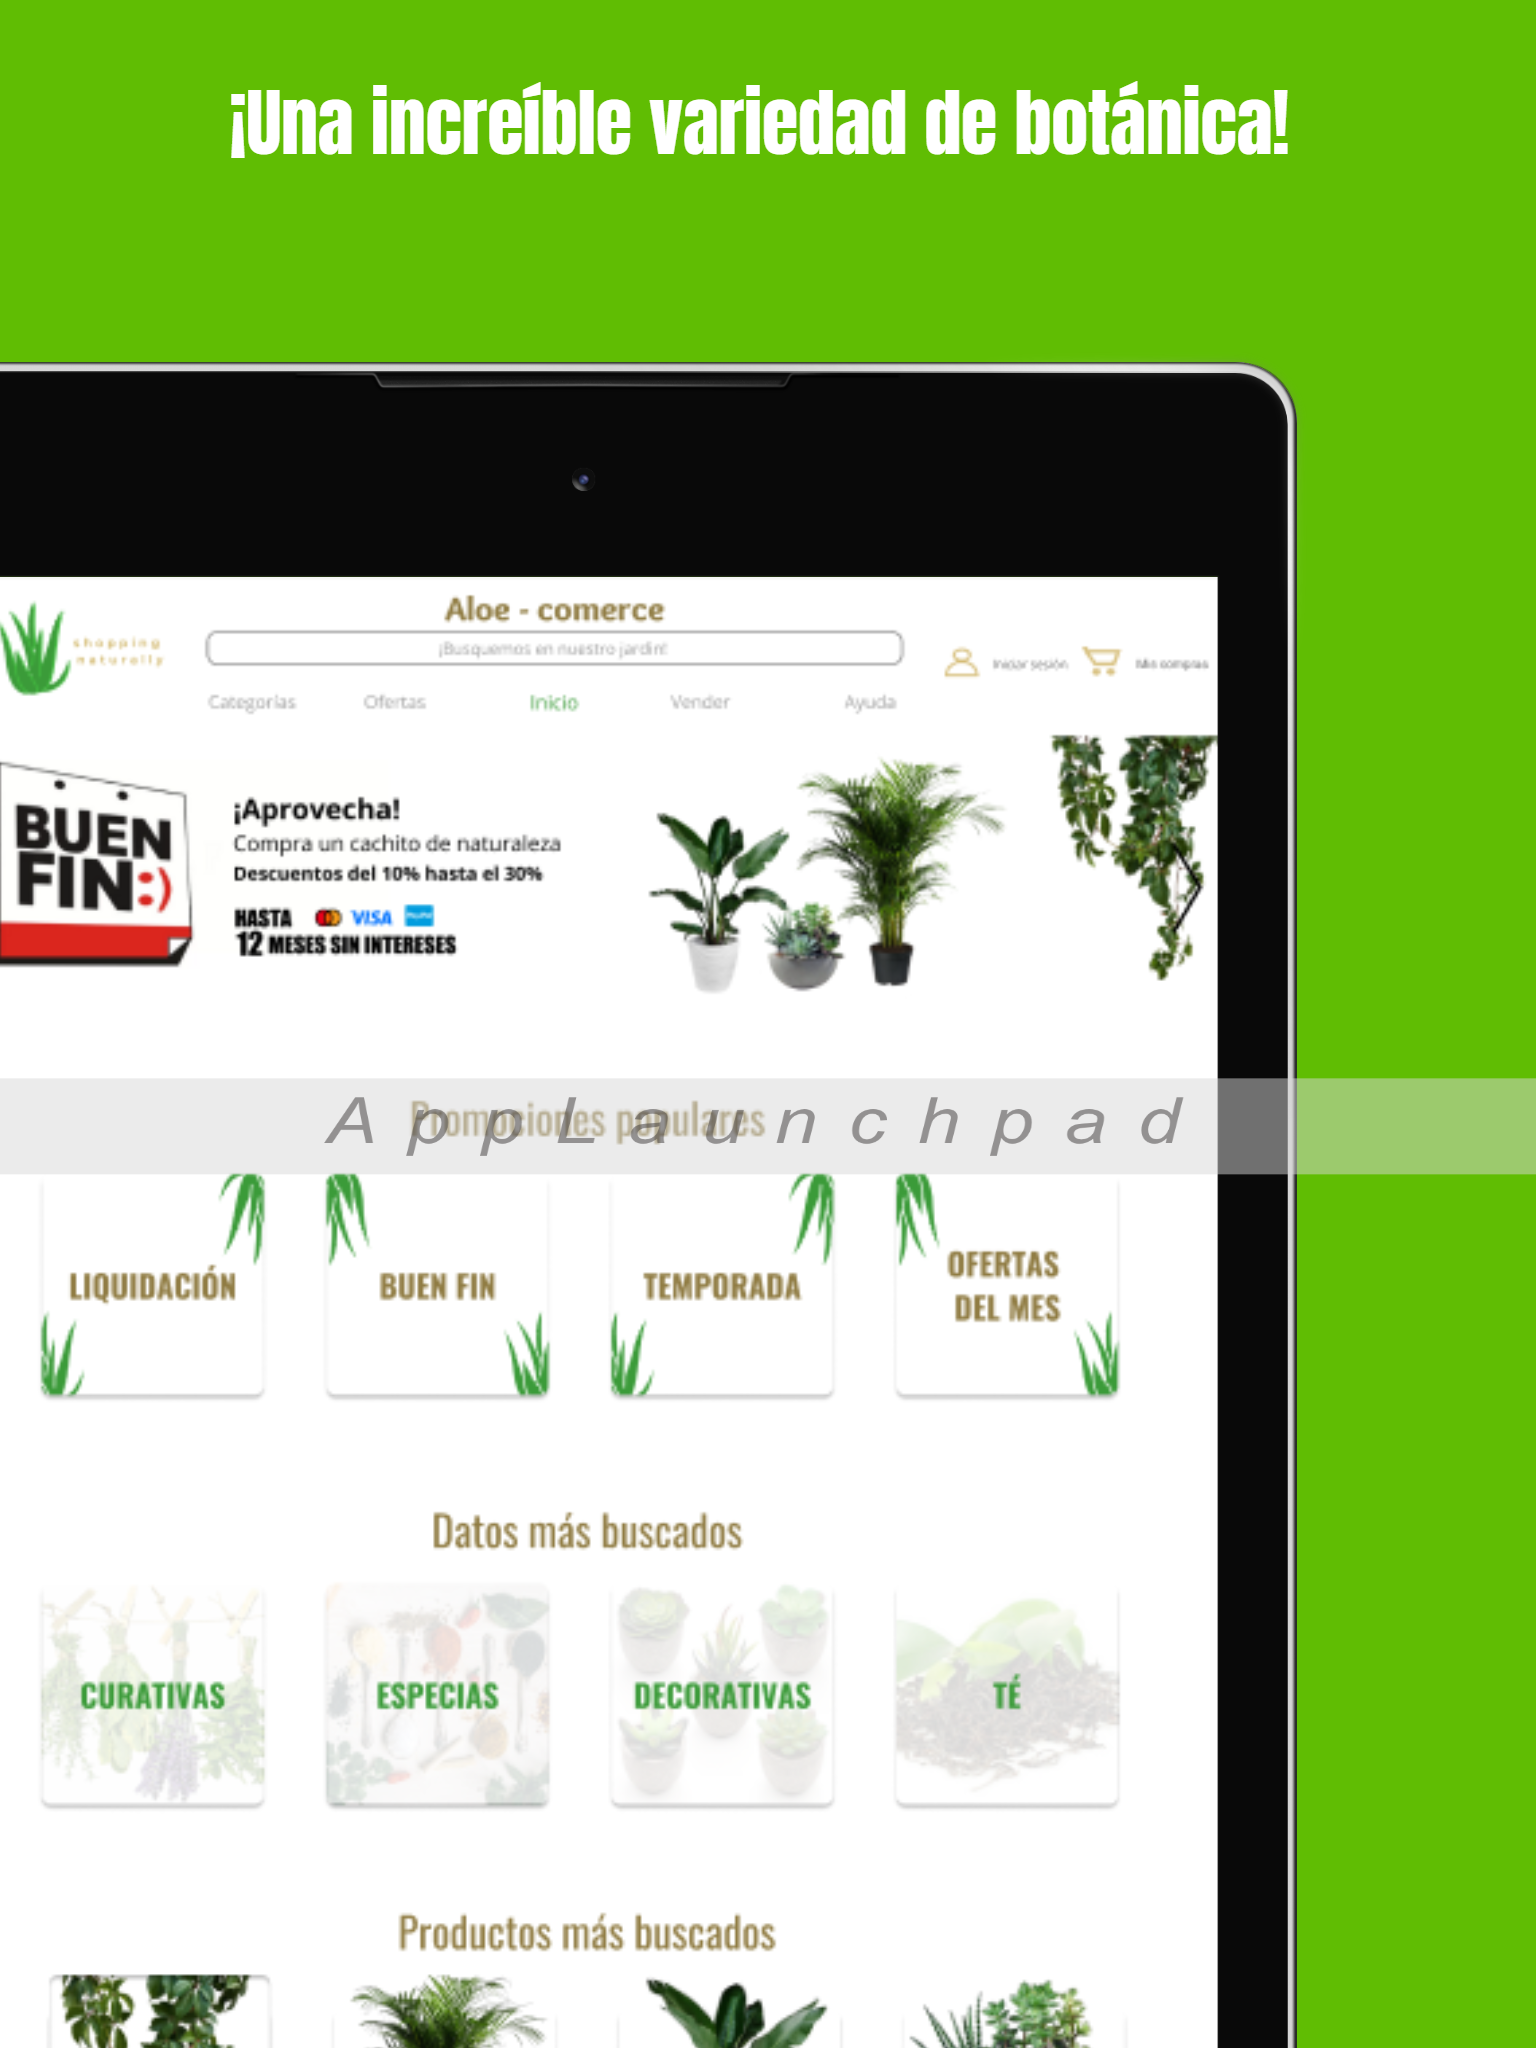 ¡Una increíble variedad de botánica!
Aloe - comerce
shopping
naturally
¡Busquemos en nuestro jardin!
Iniciar sesión
Mis compras
Categorías
Ofertas
Inicio
Vender
Ayuda
BUEN
FIN:)
¡Aprovecha!
Compra un cachito de naturaleza
Descuentos del 10% hasta el 30%
HASTA
VISA
12 MESES SIN INTERESES
Promociones populares
AppLaunchpad
LIQUIDACIÓN
BUEN FIN
TEMPORADA
OFERTAS
DEL MES
Datos más buscados
CURATIVAS
ESPECIAS
DECORATIVAS
TÉ
Productos más buscados